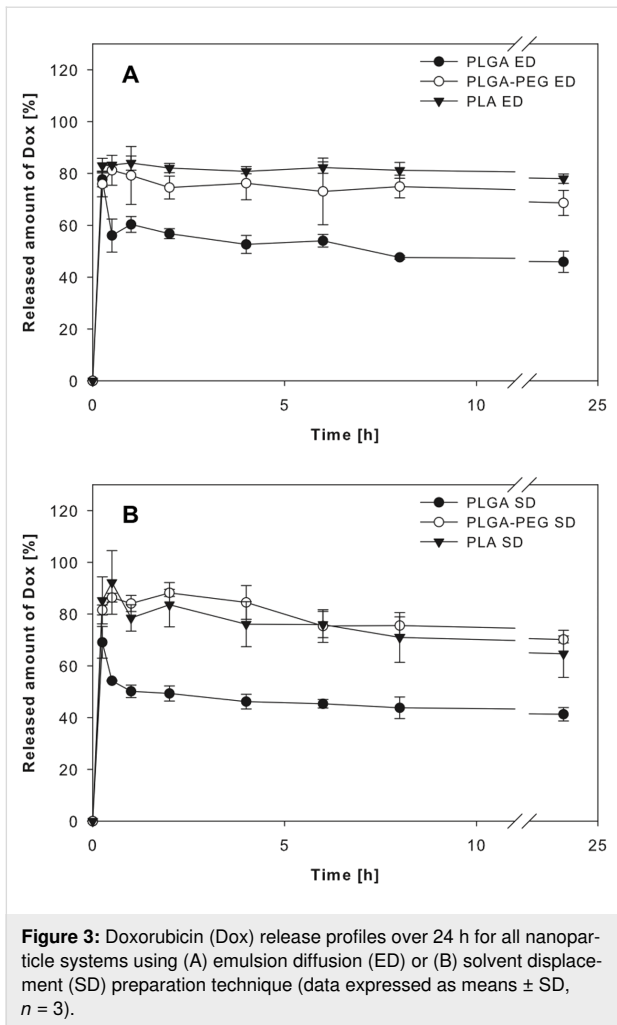 A
PLGA ED
PLGA-PEG ED
PLA ED
Released amount of Dox [%]
120
100
80
60
40
20
0
0
5
10
25
Time [h]
B
PLGA SD
PLGA-PEG SD
PLA SD
Released amount of Dox [%]
120
100
80
60
40
20
0
0
5
10
25
Time [h]
Figure 3: Doxorubicin (Dox) release profiles over 24 h for all nanopar-
ticle systems using (A) emulsion diffusion (ED) or (B) solvent displace-
ment (SD) preparation technique (data expressed as means ± SD,
n = 3).